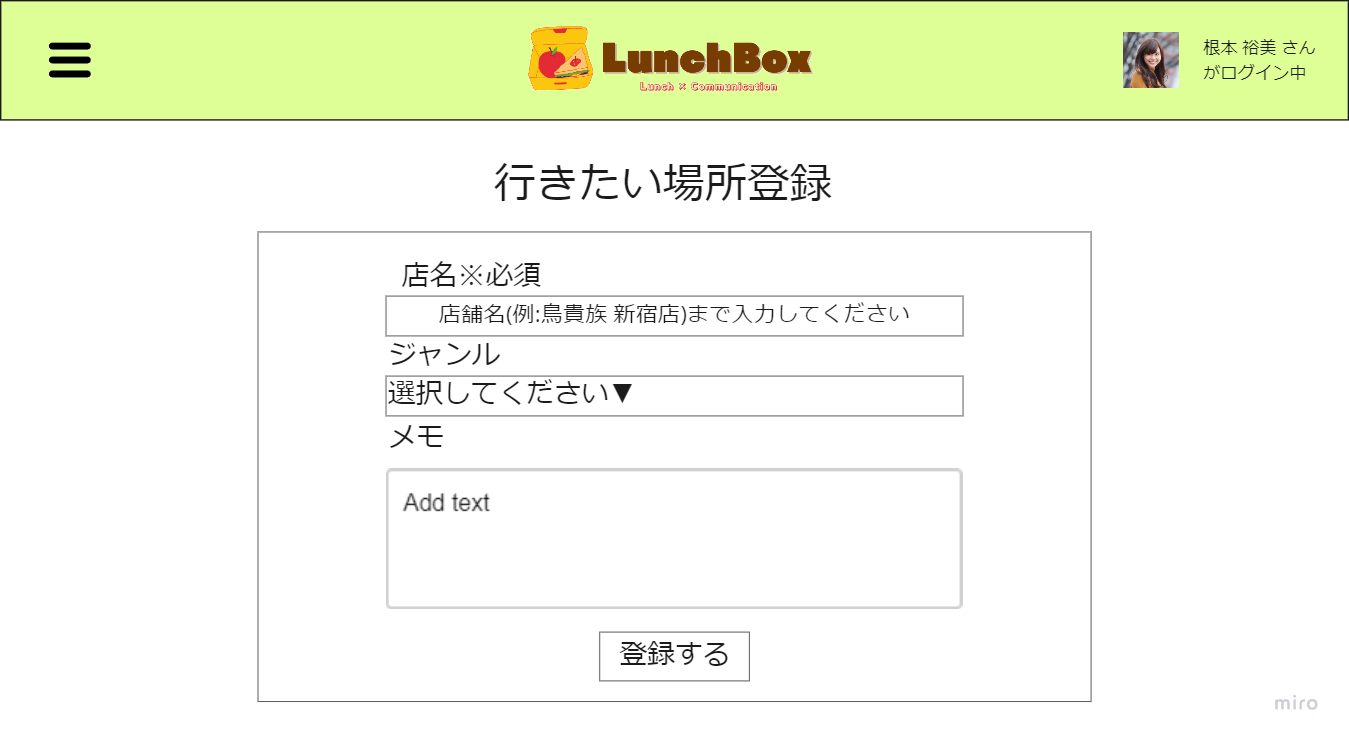 LunchBox
Lunch × Communication
根本 裕美 さん
がログイン中
行きたい場所登録
店名※必須
店舗名(例:鳥貴族 新宿店)まで入力してください
ジャンル
選択してください▼
メモ
Add text
登録する
miro